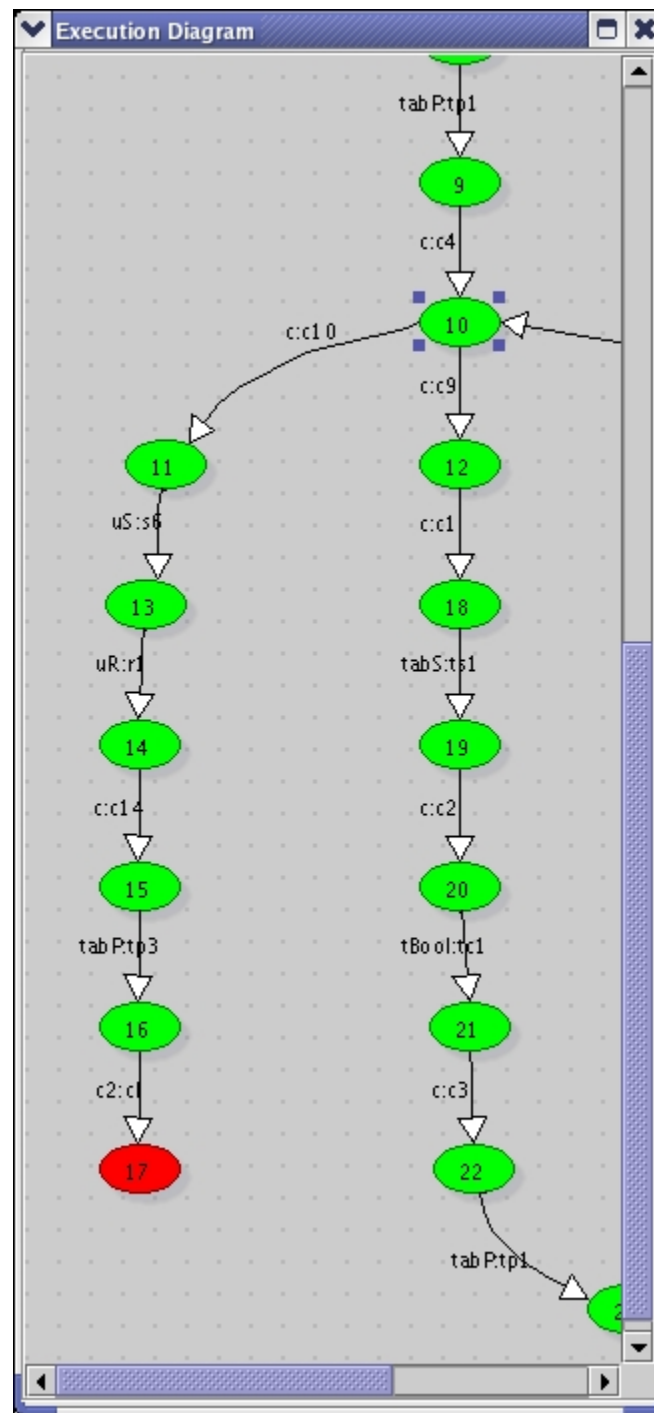 Execution Diagram
tabP:tp1
9
c:c4
10
c:c10
c:c9
11
12
uS:s6
c:c1
13
18
uR:r1
tabS:ts1
14
19
c:c14
c:c2
15
20
tabP:tp3
tBool:tc1
16
21
c2:cl
c:c3
17
22
tabP:tp1